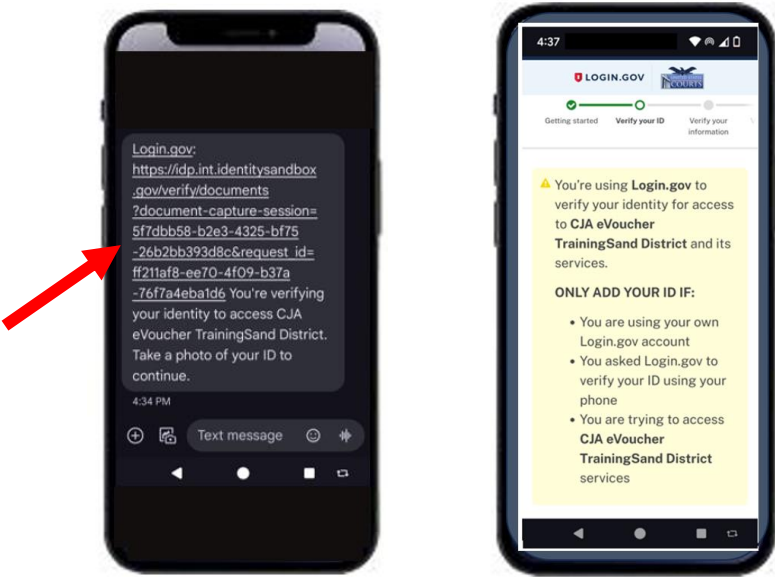 Login.gov:
https://idp.int.identitysandbox
.gov/verify/documents
?document-capture-session=
5f7dbb58-b2e3-4325-bf75
-26b2bb393d8c&request_id=
ff211af8-ee70-4f09-b37a
-76f7a4eba1d6 You're verifying
your identity to access CJA
eVoucher TrainingSand District.
Take a photo of your ID to
continue.
4:34 PM
Text message
4:37
LOGIN.GOV
COURTS
Getting started
Verify your ID
Verify your
information
You're using Login.gov to
verify your identity for access
to CJA eVoucher
TrainingSand District and its
services.
ONLY ADD YOUR ID IF:
• You are using your own
Login.gov account
• You asked Login.gov to
verify your ID using your
phone
• You are trying to access
CJA eVoucher
TrainingSand District
services